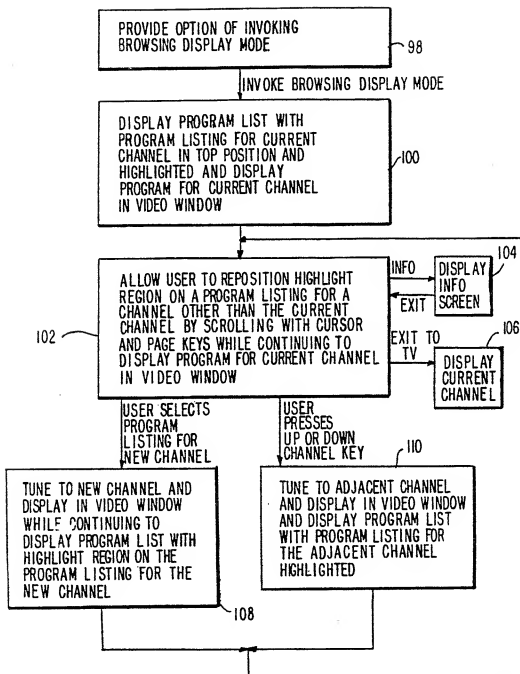 PROVIDE OPTION OF INVOKING
BROWSING DISPLAY MODE
98
INVOKE BROWSING DISPLAY MODE
DISPLAY PROGRAM LIST WITH
PROGRAM LISTING FOR CURRENT
CHANNEL IN TOP POSITION AND
HIGHLIGHTED AND DISPLAY
PROGRAM FOR CURRENT CHANNEL
IN VIDEO WINDOW
100
ALLOW USER TO REPOSITION HIGHLIGHT
REGION ON A PROGRAM LISTING FOR A
CHANNEL OTHER THAN THE CURRENT
CHANNEL BY SCROLLING WITH CURSOR
AND PAGE KEYS WHILE CONTINUING TO
DISPLAY PROGRAM FOR CURRENT CHANNEL
IN VIDEO WINDOW
102
INFO
EXIT
104
DISPLAY
INFO
SCREEN
EXIT TO
TV
106
DISPLAY
CURRENT
CHANNEL
USER SELECTS
PROGRAM
LISTING FOR
NEW CHANNEL
USER
PRESSES
UP OR DOWN
CHANNEL KEY
TUNE TO NEW CHANNEL AND
DISPLAY IN VIDEO WINDOW
WHILE CONTINUING TO
DISPLAY PROGRAM LIST WITH
HIGHLIGHT REGION ON THE
PROGRAM LISTING FOR THE
NEW CHANNEL
108
110
TUNE TO ADJACENT CHANNEL
AND DISPLAY IN VIDEO WINDOW
AND DISPLAY PROGRAM LIST
WITH PROGRAM LISTING FOR
THE ADJACENT CHANNEL
HIGHLIGHTED